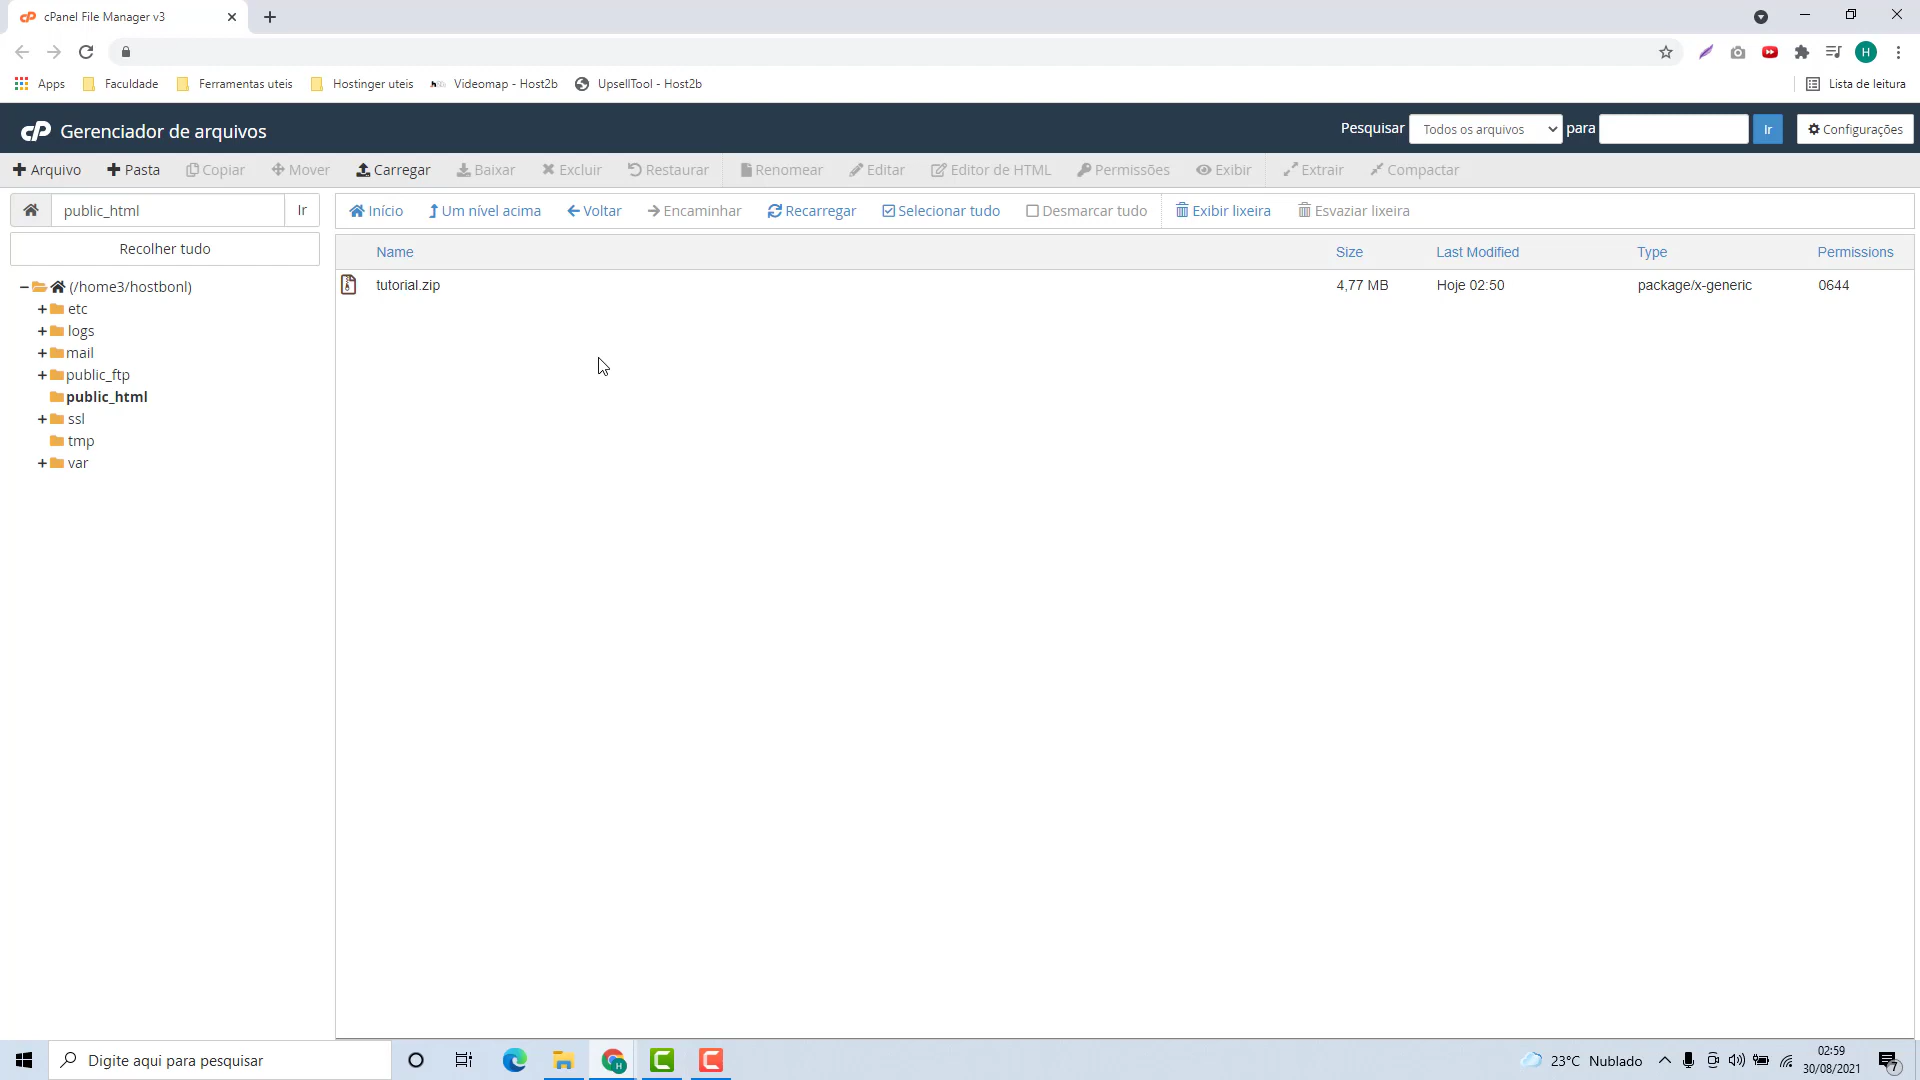 cPanel File Manager v3
H
Apps Faculdade Ferramentas uteis Hostinger uteis Videomap - Host2b UpsellTool - Host2b Lista de leitura
cP Gerenciador de arquivos Pesquisar Todos os arquivos para Ir Configurações
Arquivo Pasta Copiar Mover Carregar Baixar Excluir Restaurar Renomear Editar Editor de HTML Permissões Exibir Extrair Compactar
public_html Ir Início Um nível acima Voltar Encaminhar Recarregar Selecionar tudo Desmarcar tudo Exibir lixeira Esvaziar lixeira
Recolher tudo
Name Size Last Modified Type Permissions
tutorial.zip 4,77 MB Hoje 02:50 package/x-generic 0644
(/home3/hostbonl)
etc
logs
mail
public_ftp
public_html
ssl
tmp
var
Digite aqui para pesquisar
H
23°C Nublado
02:59
30/08/2021
7